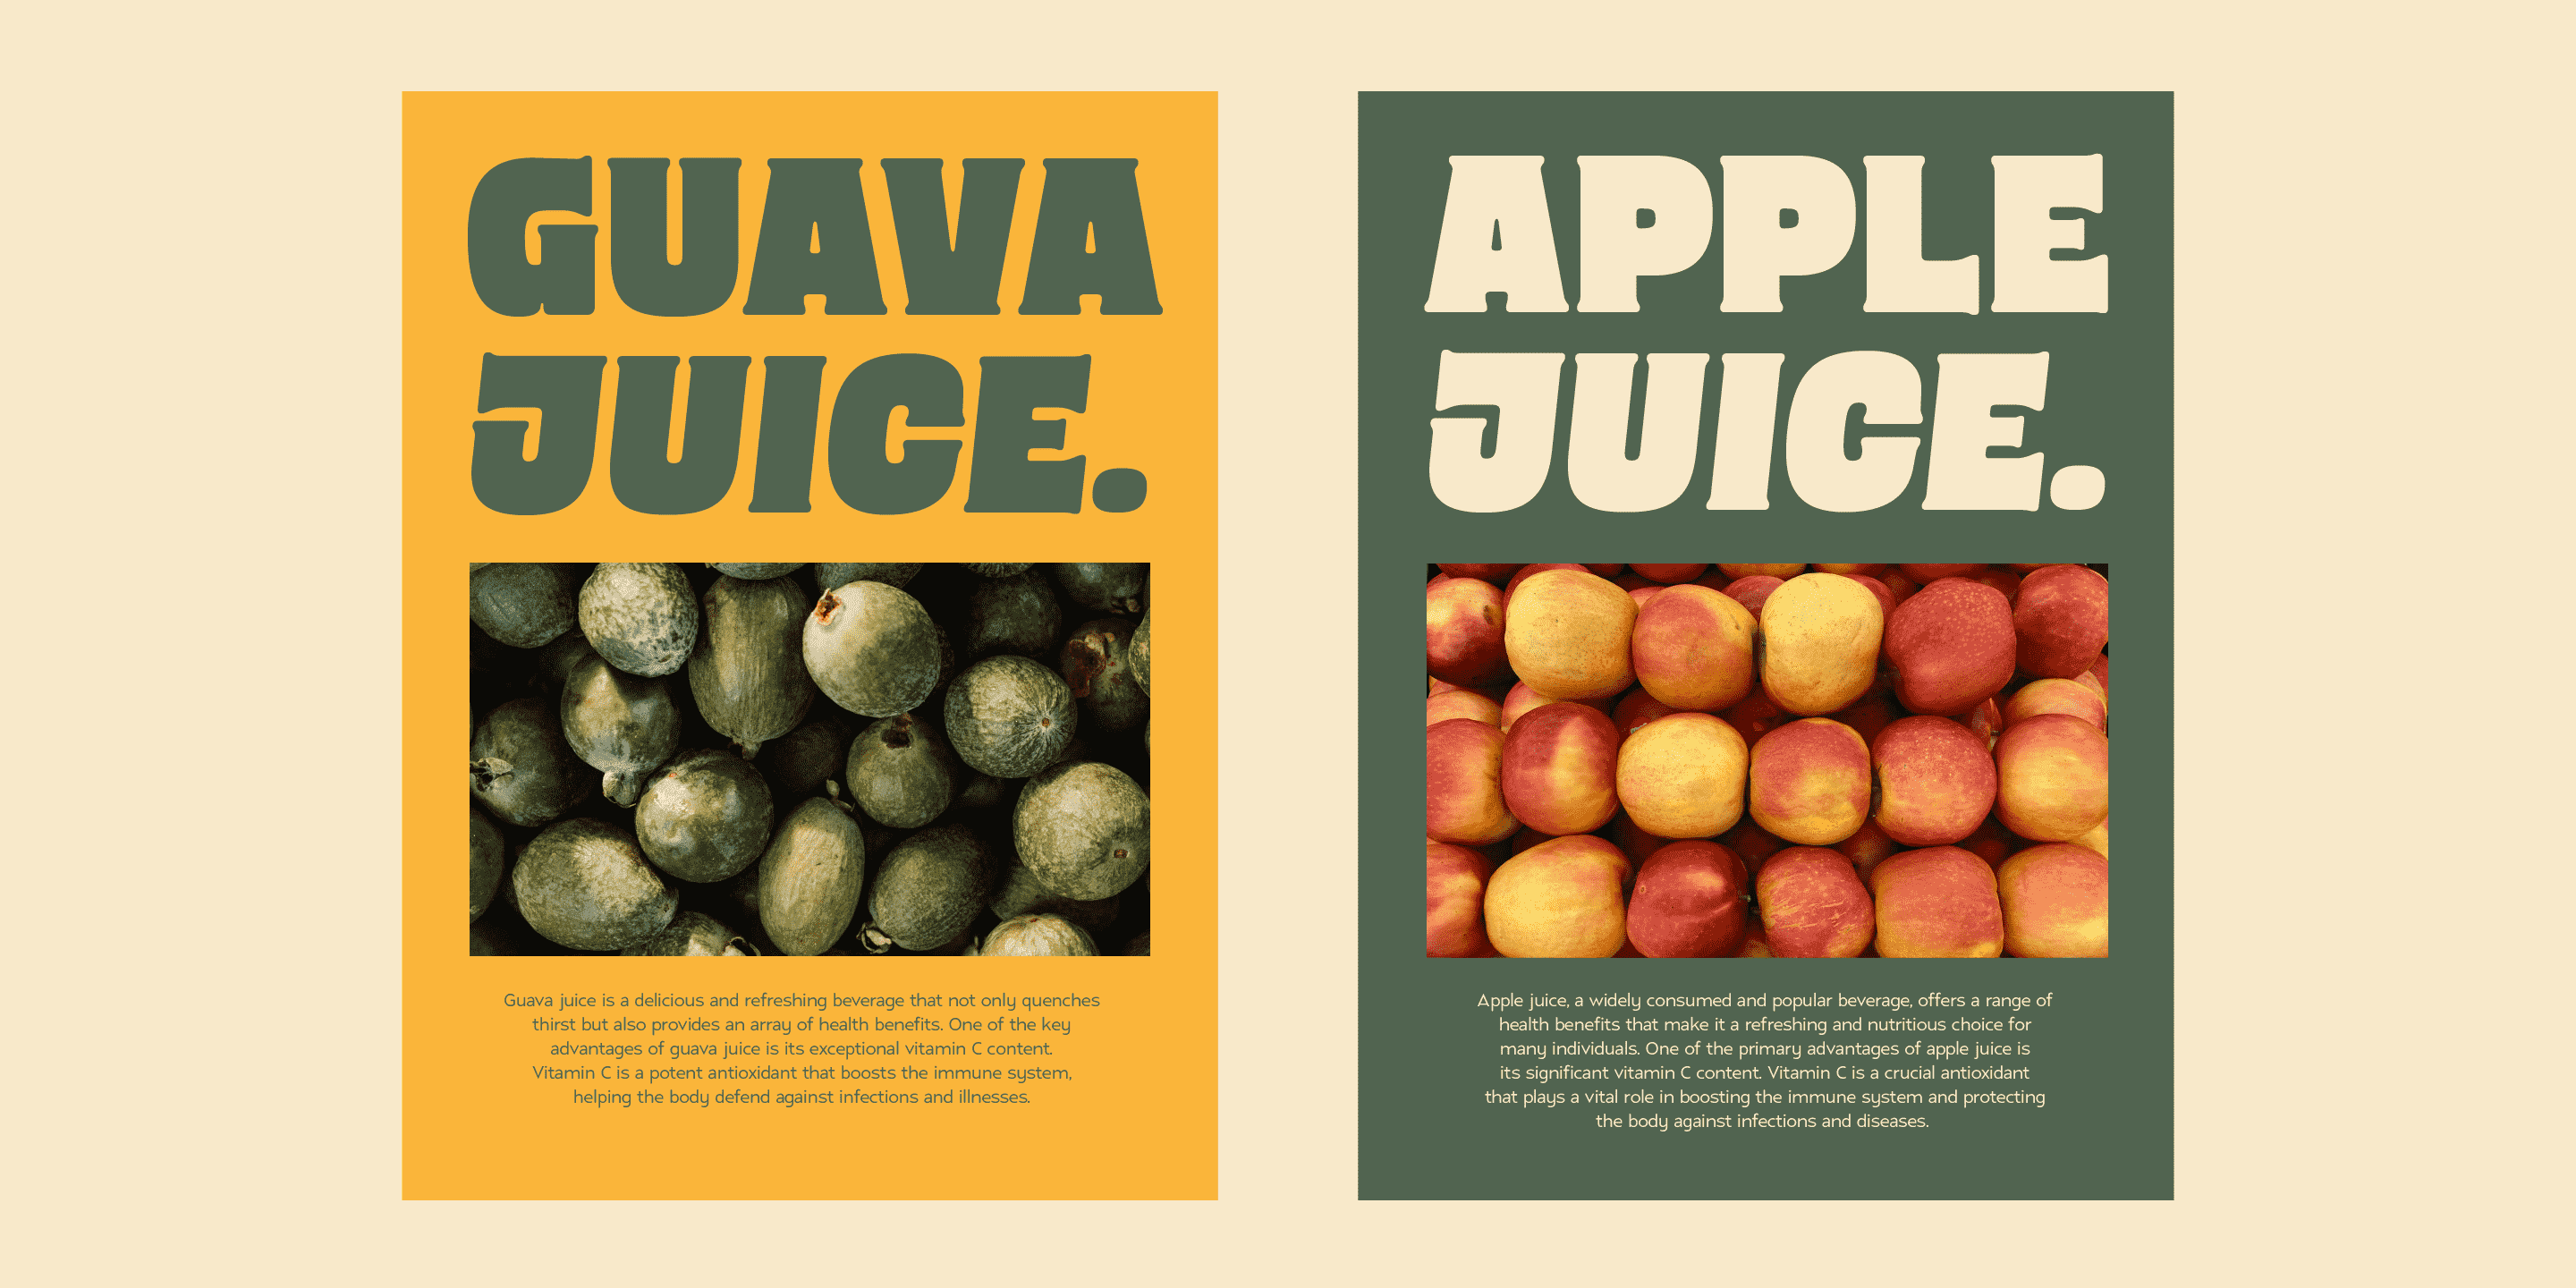 GUAVA
JUICE.
Guava juice is a delicious and refreshing beverage that not only quenches
thirst but also provides an array of health benefits. One of the key
advantages of guava juice is its exceptional vitamin C content.
Vitamin C is a potent antioxidant that boosts the immune system,
helping the body defend against infections and illnesses.
APPLE
JUICE.
Apple juice, a widely consumed and popular beverage, offers a range of
health benefits that make it a refreshing and nutritious choice for
many individuals. One of the primary advantages of apple juice is
its significant vitamin C content. Vitamin C is a crucial antioxidant
that plays a vital role in boosting the immune system and protecting
the body against infections and diseases.